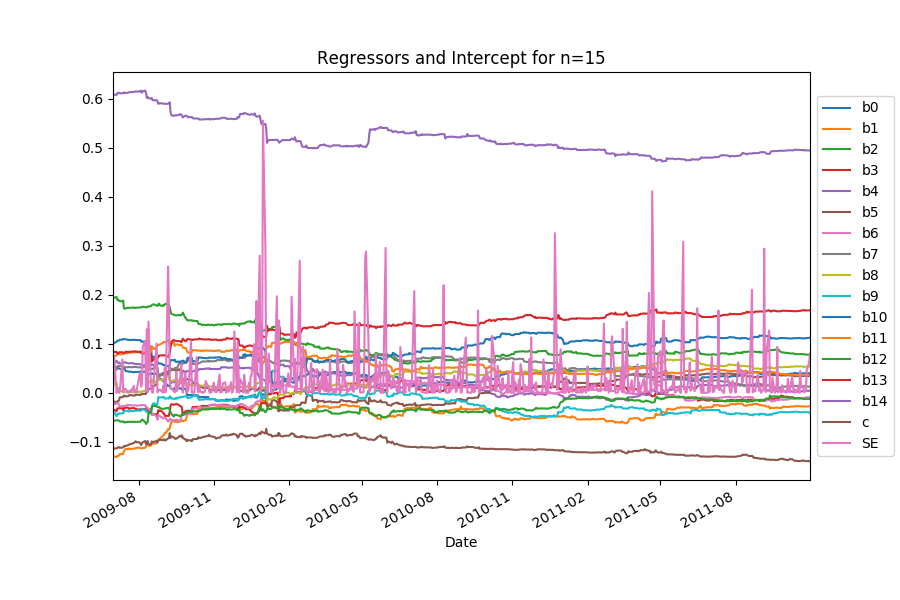 Regressors and Intercept for n=15
0.6
0.5
0.4
0.3
0.2
0.1
0.0
−0.1
2009-08
2009-11
2010-02
2010-05
2010-08
2010-11
2011-02
2011-05
2011-08
Date
b0
b1
b2
b3
b4
b5
b6
b7
b8
b9
b10
b11
b12
b13
b14
c
SE